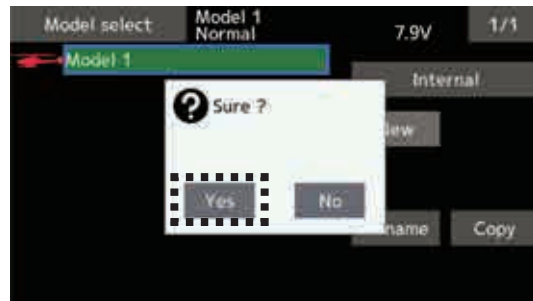 Model select
Model 1
Normal
7.9V
1/1
Model 1
Internal
Sure ?
Yes
No
Copy